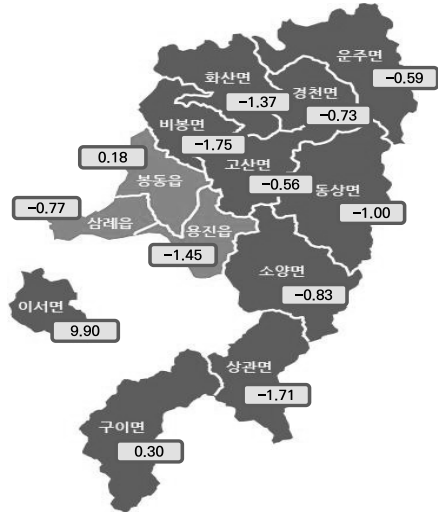 운주면
-0.59
화산면
-1.37
경천면
-0.73
비봉면
-1.75
0.18
봉동읍
고산면
-0.56
동상면
-1.00
-0.77
삼례읍
용진읍
-1.45
소양면
-0.83
이서면
9.90
상관면
-1.71
구이면
0.30